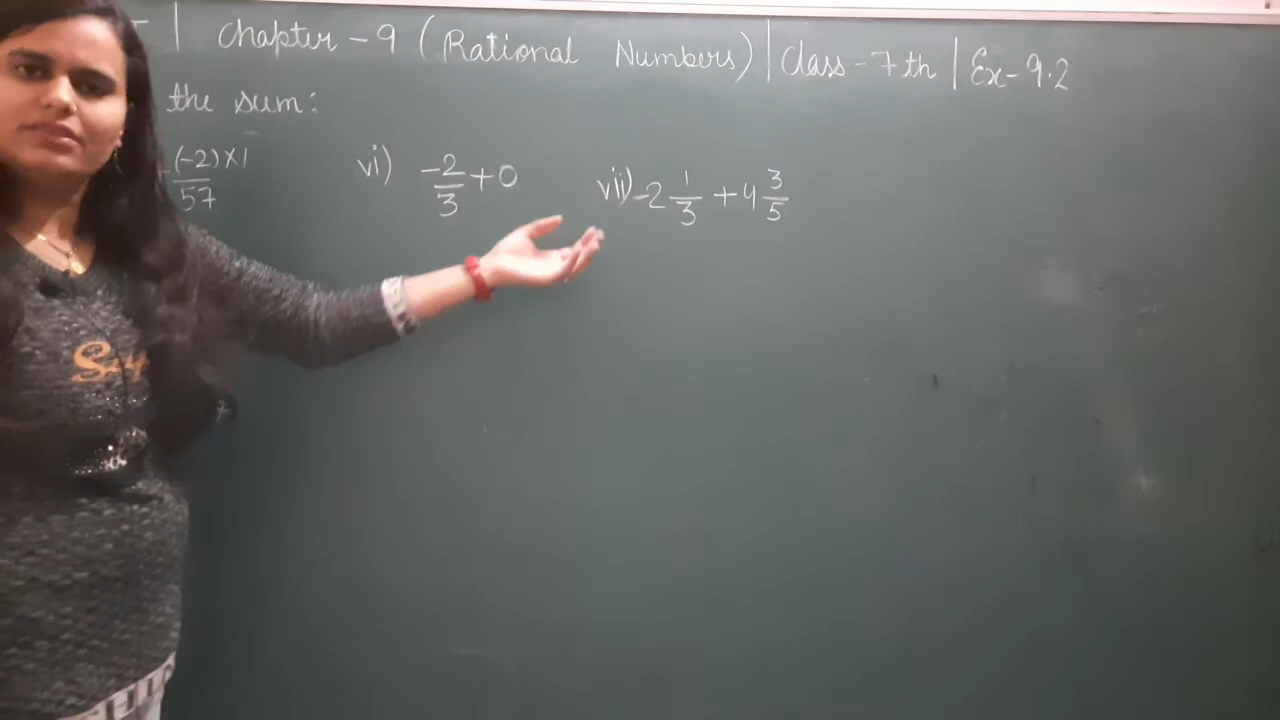 | Chapter - 9 (Rational Numbers) | Class - 7th | Ex - 9.2
the sum:
(-2)×1/57
vi) -2/3 + 0
vii) -2 1/3 + 4 3/5